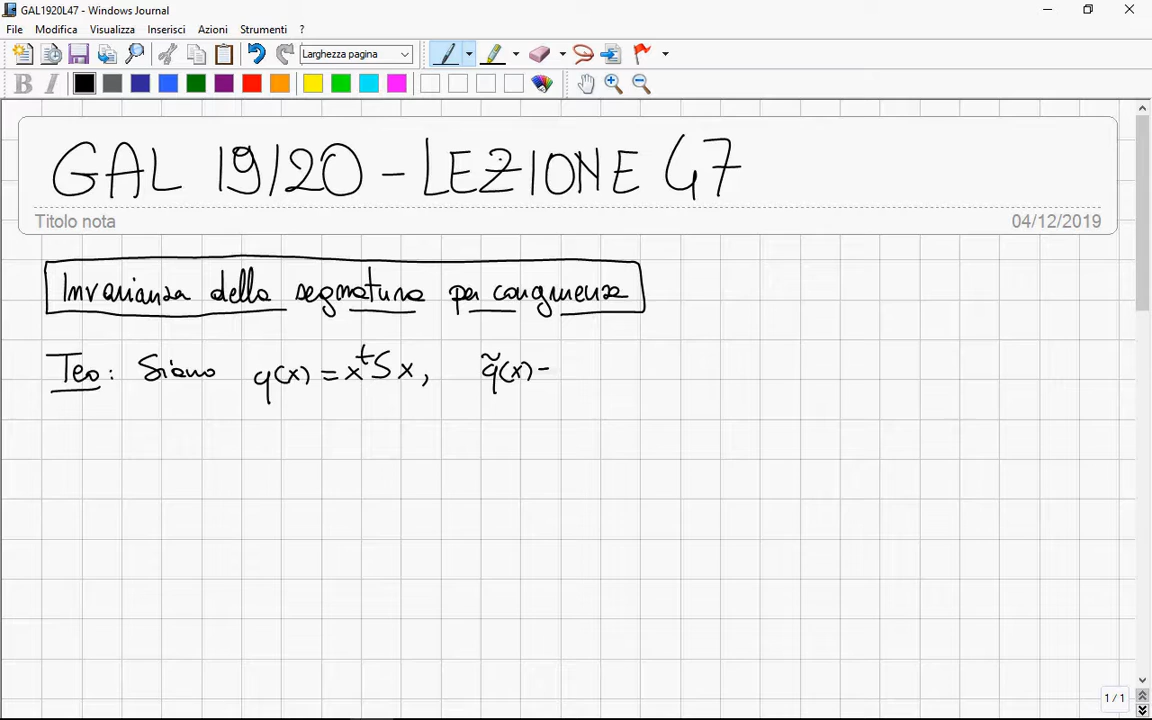 GAL1920L47 - Windows Journal
File Modifica Visualizza Inserisci Azioni Strumenti ?
Larghezza pagina
B I
GAL 19/20 - LEZIONE 47
Titolo nota 04/12/2019
Invarianza della segnatura per congruenza
Teo: Siano q(x) = xᵗSx, q̃(x) -
1 / 1